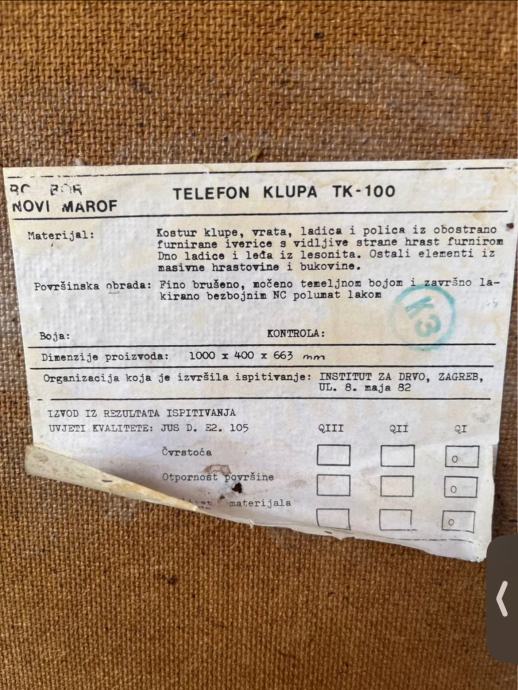 BOR
NOVI MAROF
TELEFON KLUPA TK-100
Materijal: Kostur klupe, vrata, ladica i polica iz obostrano
furnirane iverice s vidljive strane hrast furnirom
Dno ladice i leđa iz lesonita. Ostali elementi iz
masivne hrastovine i bukovine.
Površinska obrada: Fino brušeno, močeno temeljnom bojom i završno la-
kirano bezbojnim NC polumat lakom
K3
Boja: KONTROLA:
Dimenzije proizvoda: 1000 x 400 x 663 mm
Organizacija koja je izvršila ispitivanje: INSTITUT ZA DRVO, ZAGREB,
UL. 8. maja 82
IZVOD IZ REZULTATA ISPITIVANJA
UVJETI KVALITETE: JUS D. E2. 105 QIII QII QI
Čvrstoća o
Otpornost površine o
materijala o